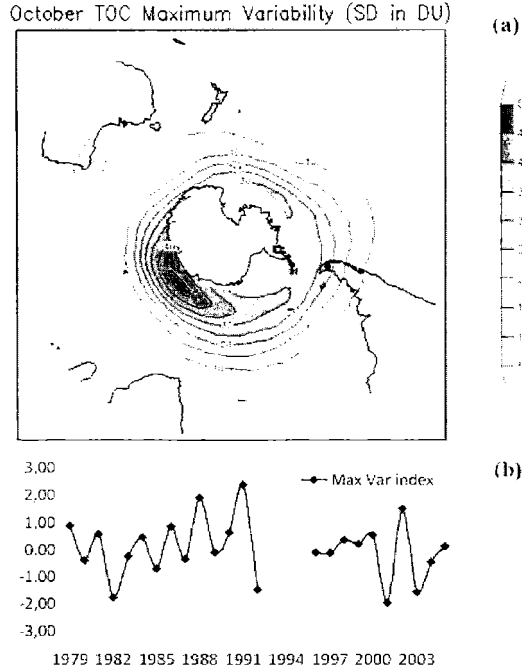 October TOC Maximum Variability (SD in DU)
(a)
3,00
2,00
1,00
0,00
-1,00
-2,00
-3,00
Max Var index
(b)
1979 1982 1985 1988 1991 1994 1997 2000 2003